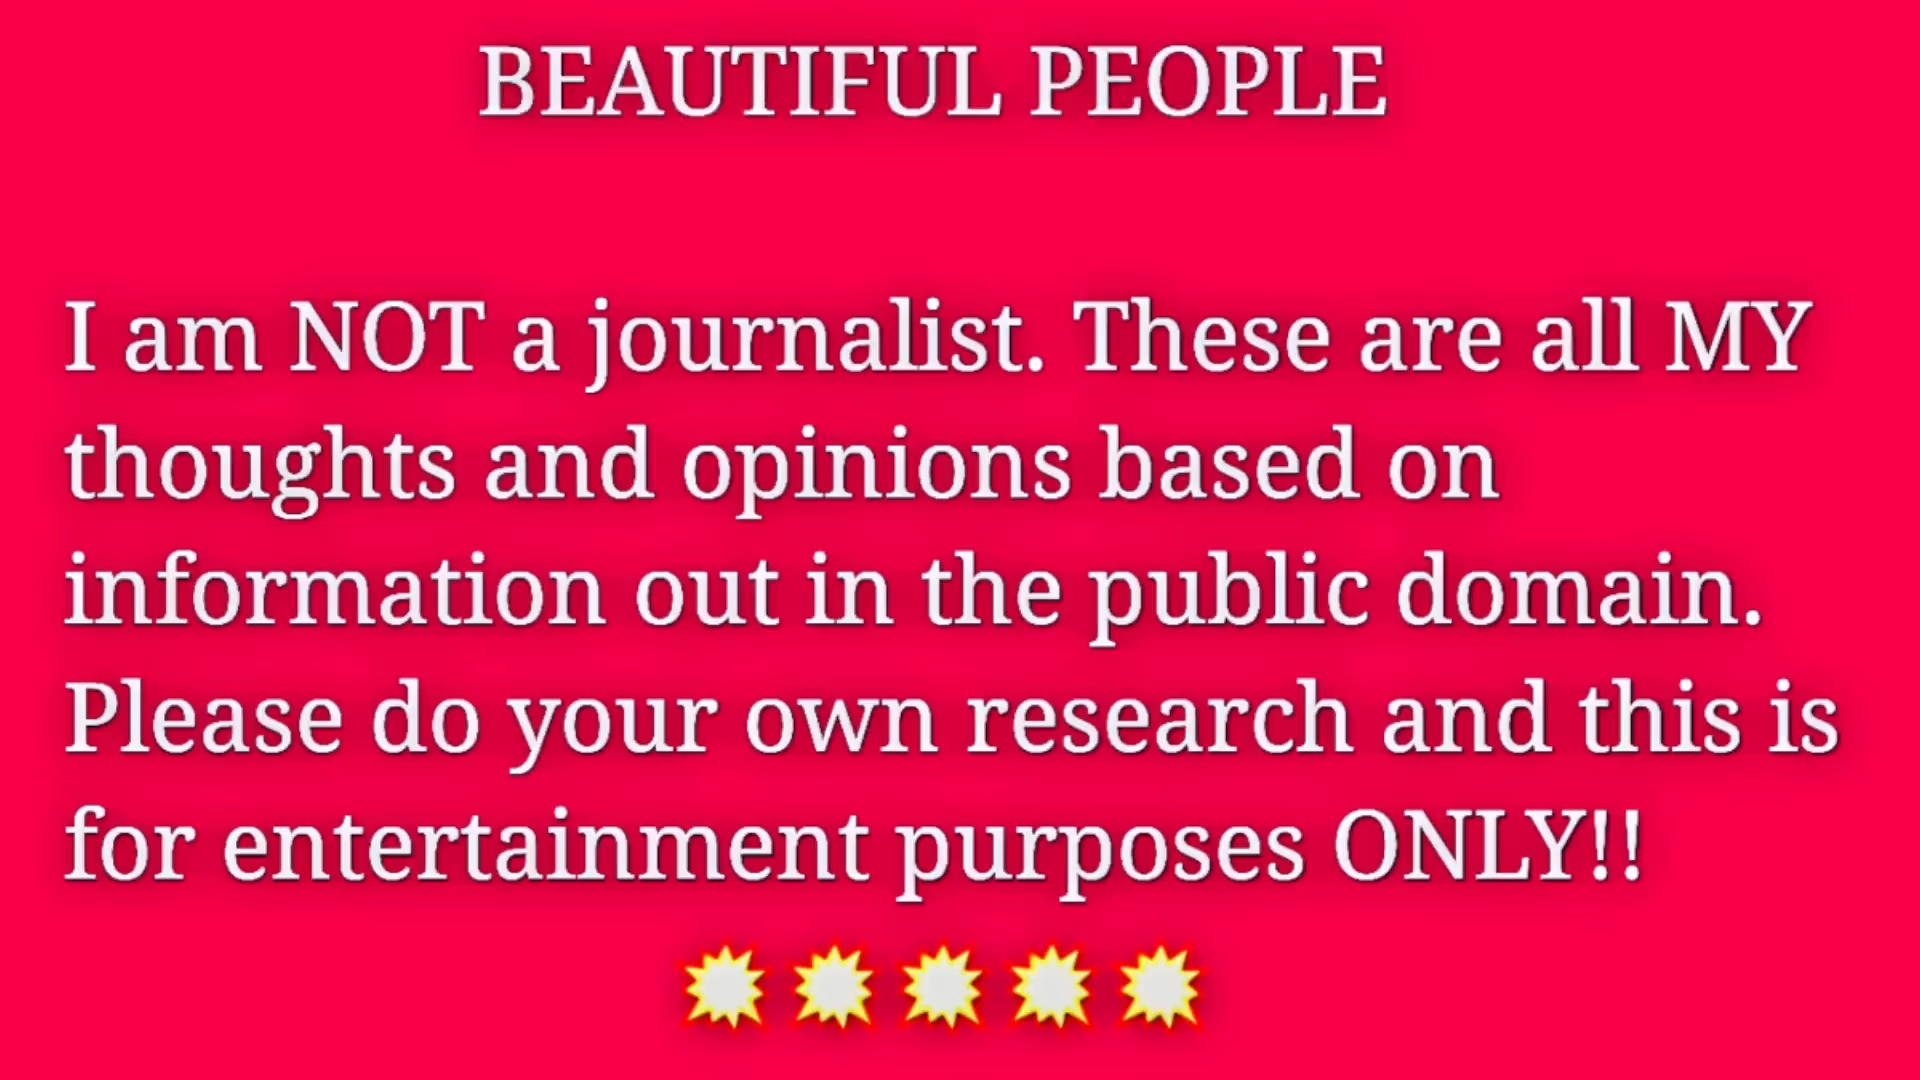 BEAUTIFUL PEOPLE
I am NOT a journalist. These are all MY
thoughts and opinions based on
information out in the public domain.
Please do your own research and this is
for entertainment purposes ONLY!!